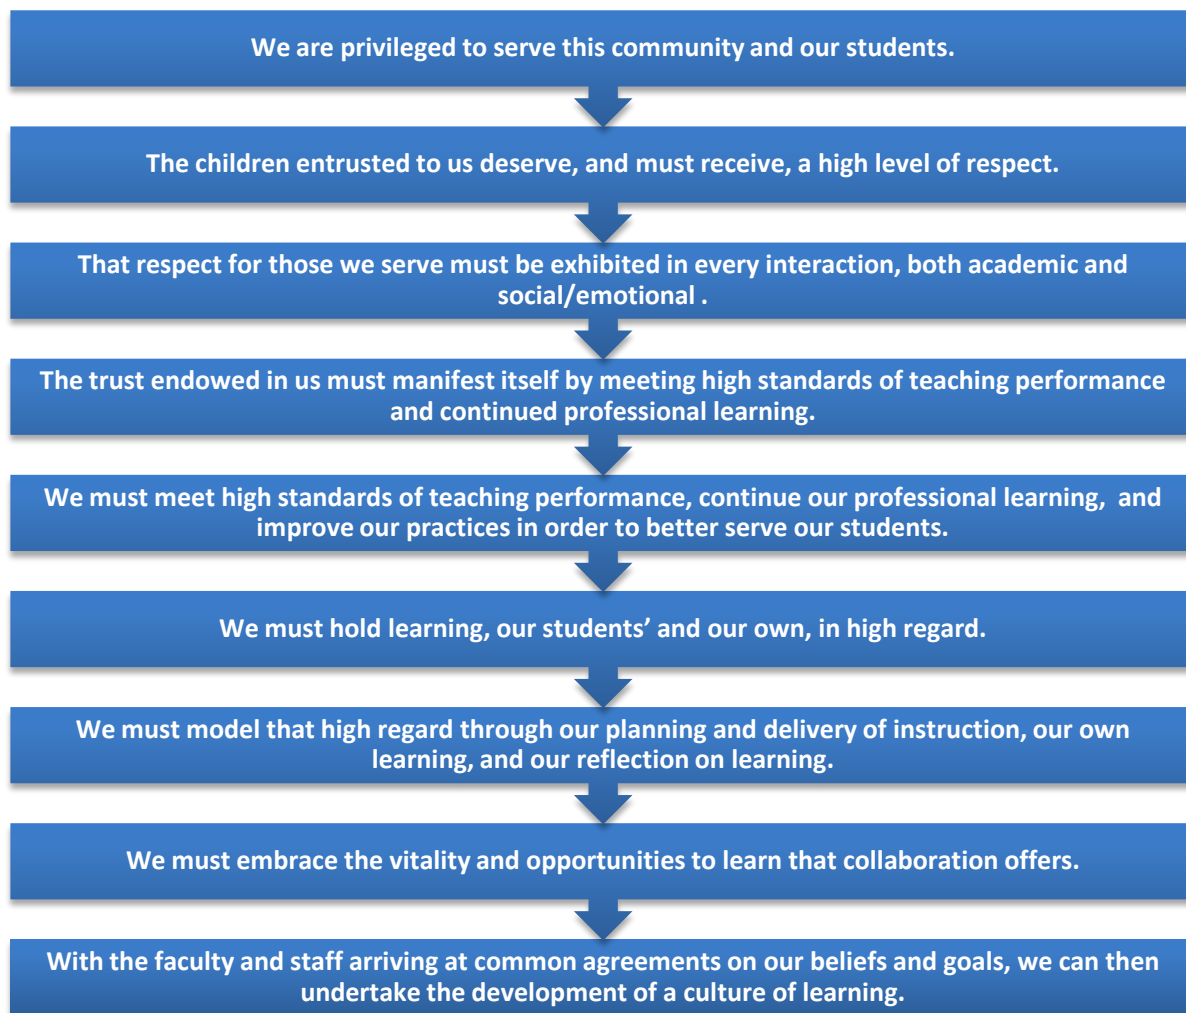 We are privileged to serve this community and our students.
The children entrusted to us deserve, and must receive, a high level of respect.
That respect for those we serve must be exhibited in every interaction, both academic and
social/emotional .
The trust endowed in us must manifest itself by meeting high standards of teaching performance
and continued professional learning.
We must meet high standards of teaching performance, continue our professional learning,  and
improve our practices in order to better serve our students.
We must hold learning, our students’ and our own, in high regard.
We must model that high regard through our planning and delivery of instruction, our own
learning, and our reflection on learning.
We must embrace the vitality and opportunities to learn that collaboration offers.
With the faculty and staff arriving at common agreements on our beliefs and goals, we can then
undertake the development of a culture of learning.